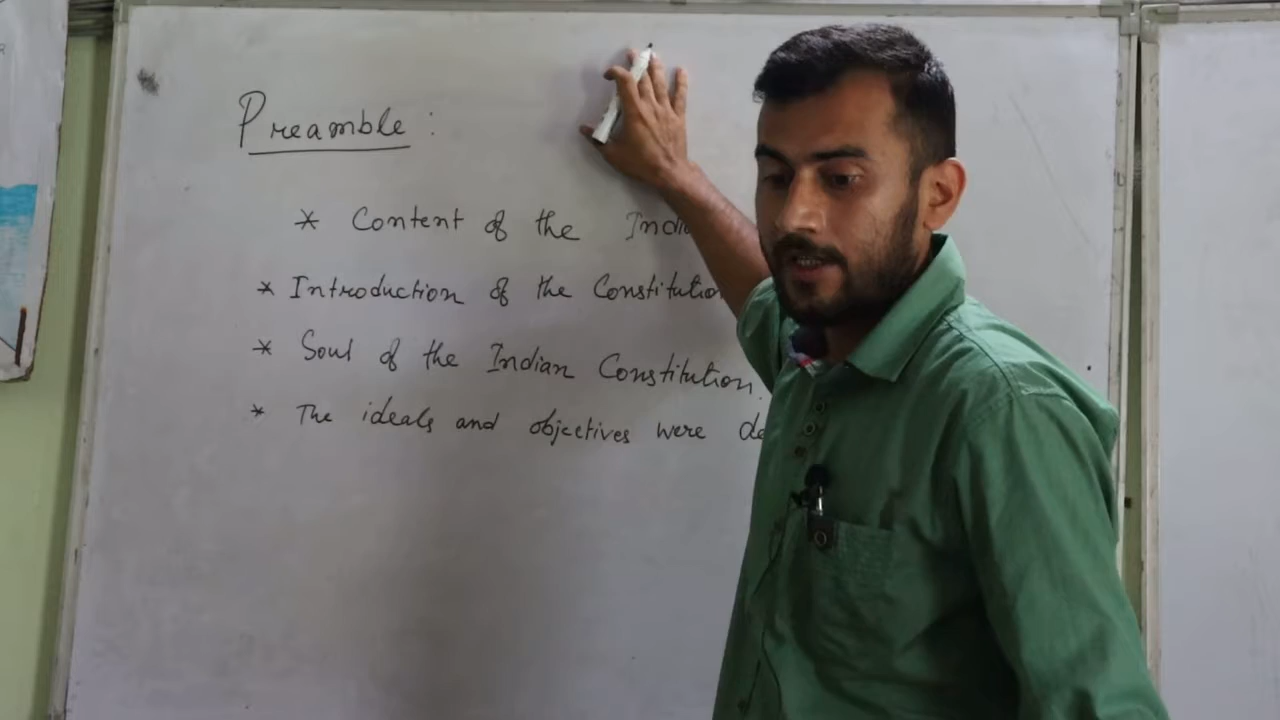 Preamble :
* Content of the
* Introduction of the Constitution
* Soul of the Indian Constitution.
* The ideals and objectives were